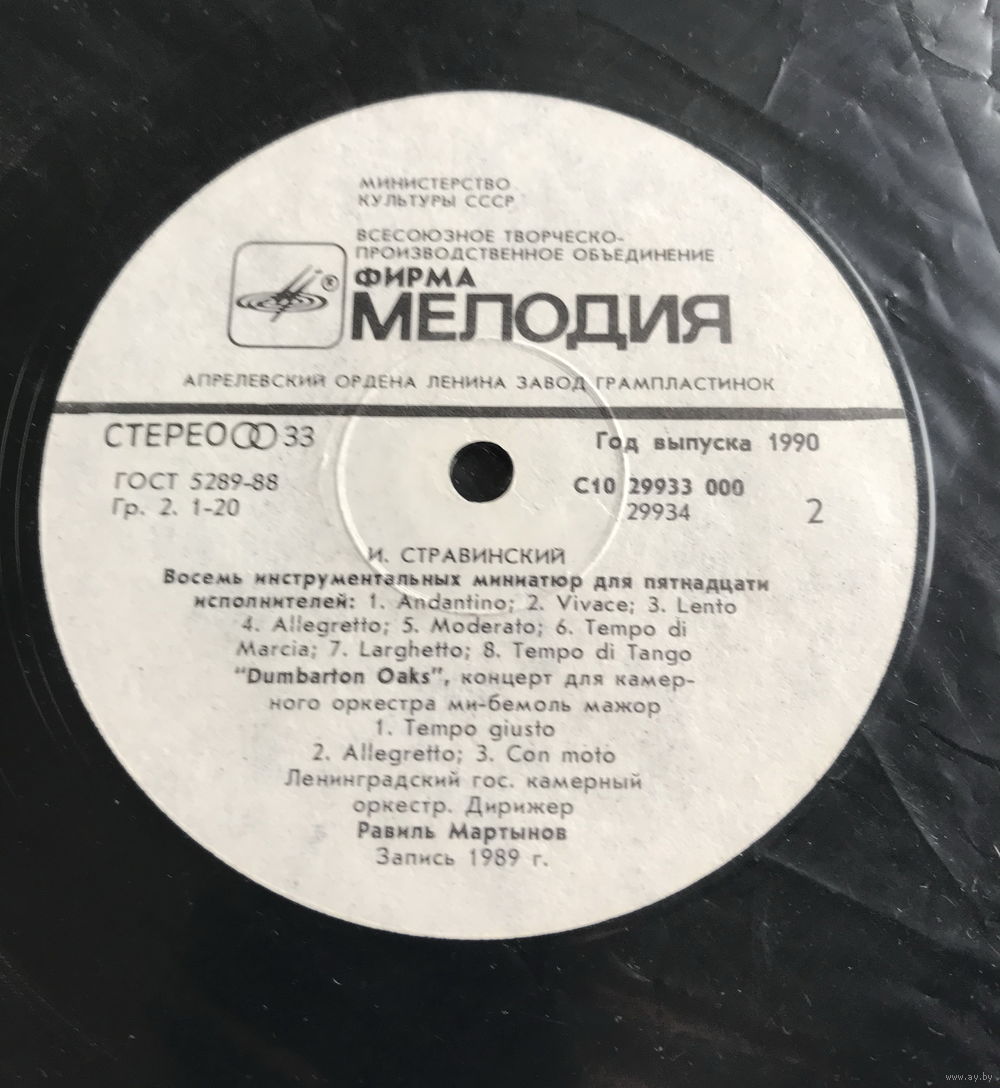 МИНИСТЕРСТВО
КУЛЬТУРЫ СССР
ВСЕСОЮЗНОЕ ТВОРЧЕСКО-
ПРОИЗВОДСТВЕННОЕ ОБЪЕДИНЕНИЕ
ФИРМА
®
МЕЛОДИЯ
АПРЕЛЕВСКИЙ ОРДЕНА ЛЕНИНА ЗАВОД ГРАМПЛАСТИНОК
СТЕРЕО 33
Год выпуска 1990
ГОСТ 5289-88
С10 29933 000
Гр. 2. 1-20
29934
2
И. СТРАВИНСКИЙ
Восемь инструментальных миниатюр для пятнадцати
исполнителей: 1. Andantino; 2. Vivace; 3. Lento
4. Allegretto; 5. Moderato; 6. Tempo di
Marcia; 7. Larghetto; 8. Tempo di Tango
"Dumbarton Oaks", концерт для камер-
ного оркестра ми-бемоль мажор
1. Tempo giusto
2. Allegretto; 3. Con moto
Ленинградский гос. камерный
оркестр. Дирижер
Равиль Мартынов
Запись 1989 г.
www.ay.by